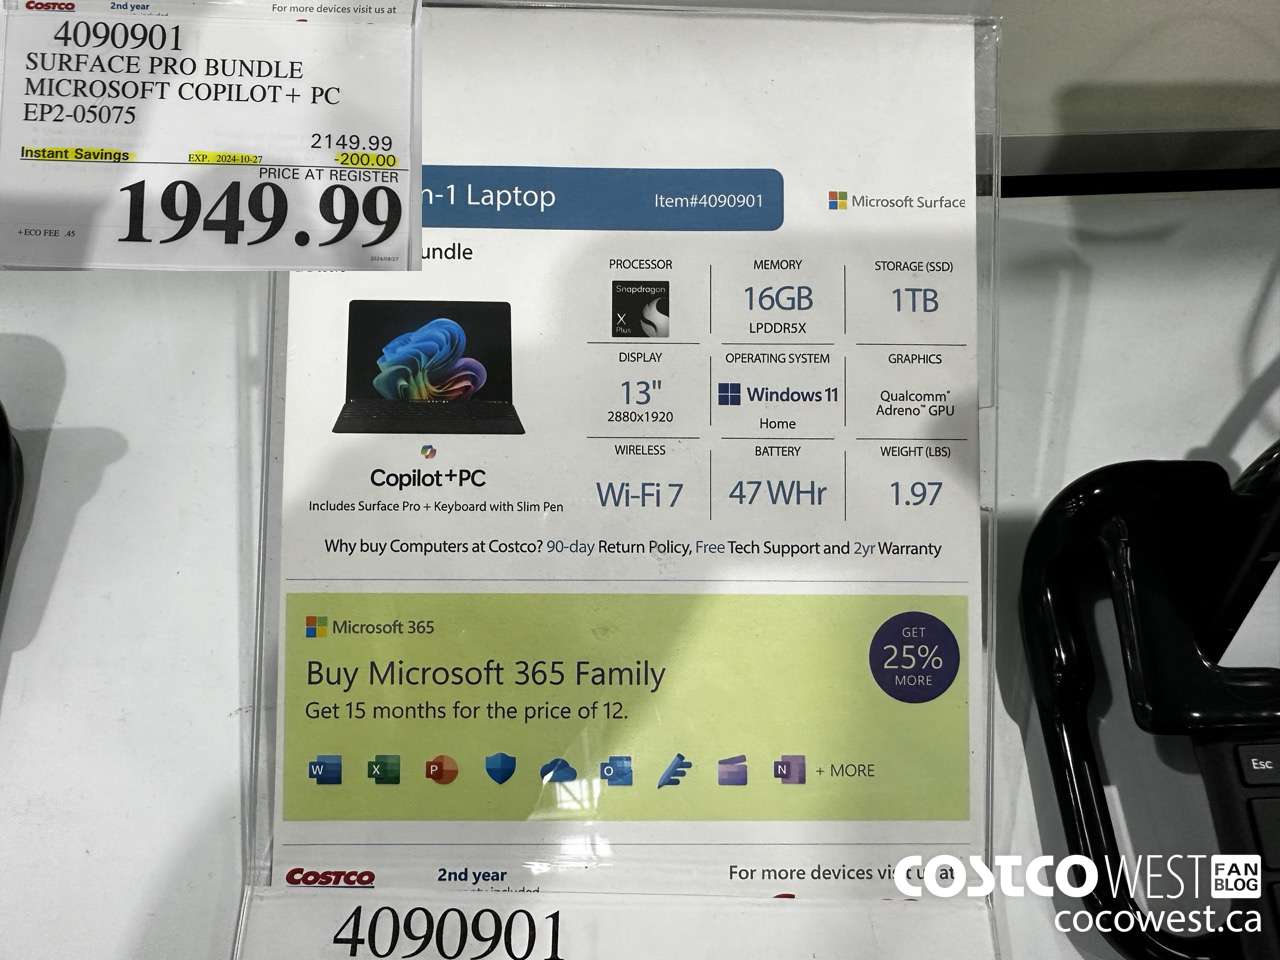 COSTCO 2nd year For more devices visit us at
4090901
SURFACE PRO BUNDLE
MICROSOFT COPILOT+ PC
EP2-05075
2149.99
Instant Savings EXP. 2024-10-27 -200.00
PRICE AT REGISTER
1949.99
+ECO FEE .45
2024/09/27
n-1 Laptop Item#4090901
Microsoft Surface
undle
PROCESSOR MEMORY STORAGE (SSD)
Snapdragon
X
Plus
16GB 1TB
LPDDR5X
DISPLAY OPERATING SYSTEM GRAPHICS
13" Windows 11 Qualcomm®
2880x1920 Home Adreno™ GPU
WIRELESS BATTERY WEIGHT (LBS)
Wi-Fi 7 47 WHr 1.97
Copilot+PC
Includes Surface Pro + Keyboard with Slim Pen
Why buy Computers at Costco? 90-day Return Policy, Free Tech Support and 2yr Warranty
Microsoft 365
GET
25%
MORE
Buy Microsoft 365 Family
Get 15 months for the price of 12.
W X P O N + MORE
Esc
COSTCO 2nd year For more devices visit us at
4090901
COSTCO WEST FAN BLOG
cocowest.ca